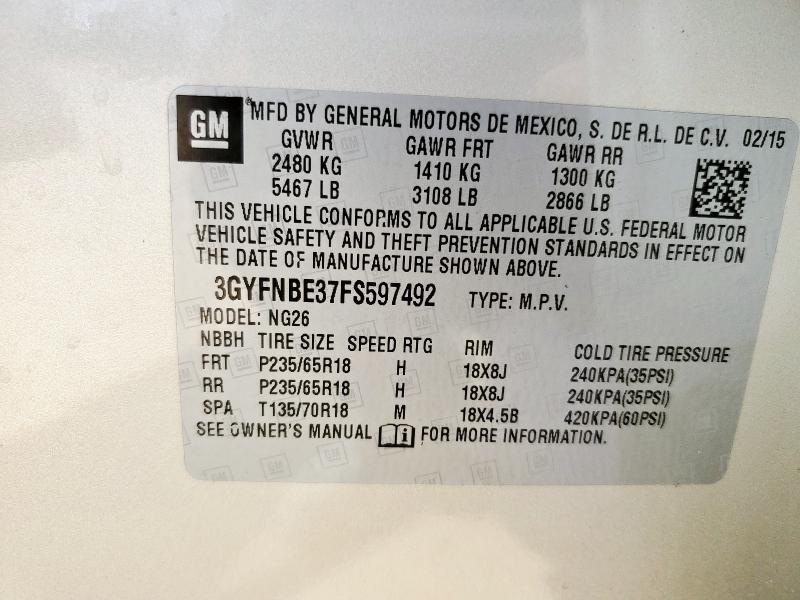 GM ® MFD BY GENERAL MOTORS DE MEXICO, S. DE R.L. DE C.V. 02/15
GVWR GAWR FRT GAWR RR
2480 KG 1410 KG 1300 KG
5467 LB 3108 LB 2866 LB
THIS VEHICLE CONFORMS TO ALL APPLICABLE U.S. FEDERAL MOTOR
VEHICLE SAFETY AND THEFT PREVENTION STANDARDS IN EFFECT ON
THE DATE OF MANUFACTURE SHOWN ABOVE.
3GYFNBE37FS597492 TYPE: M.P.V.
MODEL: NG26
NBBH TIRE SIZE SPEED RTG RIM COLD TIRE PRESSURE
FRT P235/65R18 H 18X8J 240KPA(35PSI)
RR P235/65R18 H 18X8J 240KPA(35PSI)
SPA T135/70R18 M 18X4.5B 420KPA(60PSI)
SEE OWNER'S MANUAL FOR MORE INFORMATION.